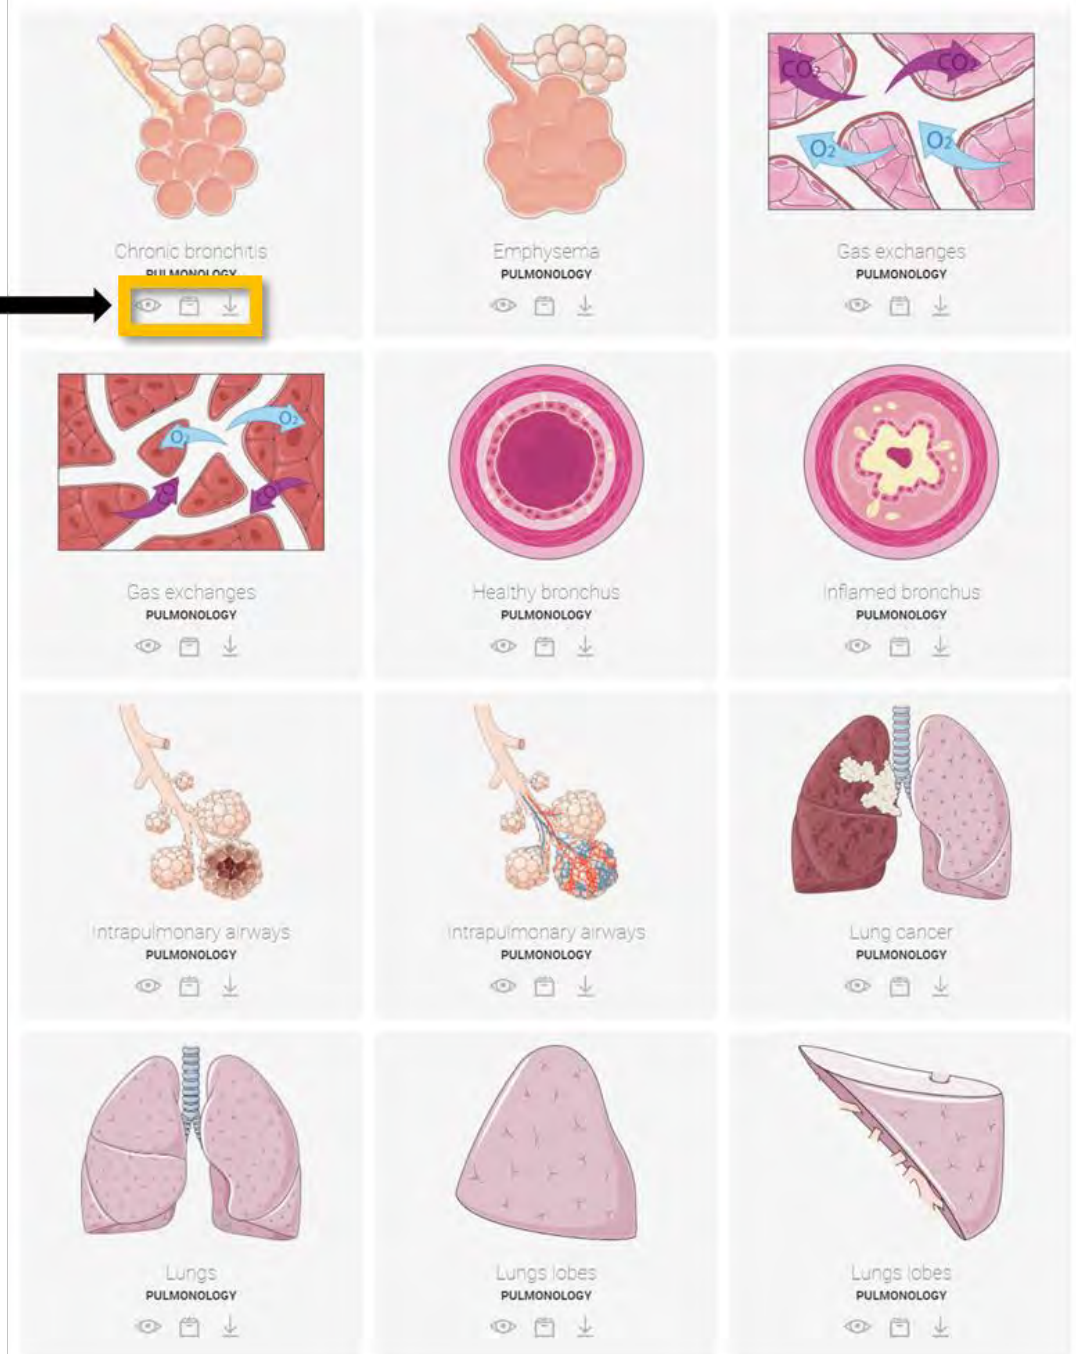 CO2
CO2
O2
O2
Chronic bronchitis
PULMONOLOGY
Emphysema
PULMONOLOGY
Gas exchanges
PULMONOLOGY
O2
O2
CO
CO
Gas exchanges
PULMONOLOGY
Healthy bronchus
PULMONOLOGY
Inflamed bronchus
PULMONOLOGY
Intrapulmonary airways
PULMONOLOGY
Intrapulmonary airways
PULMONOLOGY
Lung cancer
PULMONOLOGY
Lungs
PULMONOLOGY
Lungs lobes
PULMONOLOGY
Lungs lobes
PULMONOLOGY